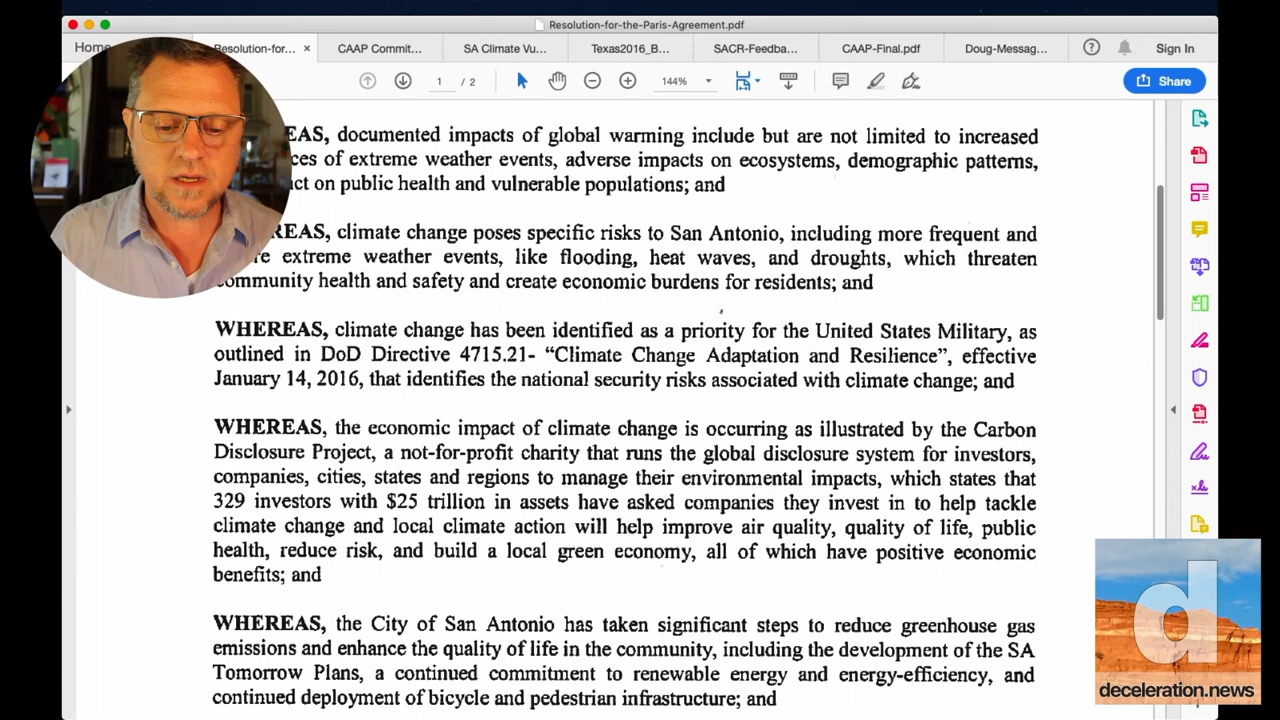 Resolution-for-the-Paris-Agreement.pdf
Home
Resolution-for... ×
CAAP Commit...
SA Climate Vu...
Texas2016_B...
SACR-Feedba...
CAAP-Final.pdf
Doug-Messag...
Sign In
1 / 2
144%
Share
EAS, documented impacts of global warming include but are not limited to increased
ces of extreme weather events, adverse impacts on ecosystems, demographic patterns,
act on public health and vulnerable populations; and
REAS, climate change poses specific risks to San Antonio, including more frequent and
re extreme weather events, like flooding, heat waves, and droughts, which threaten
community health and safety and create economic burdens for residents; and
WHEREAS, climate change has been identified as a priority for the United States Military, as
outlined in DoD Directive 4715.21- “Climate Change Adaptation and Resilience”, effective
January 14, 2016, that identifies the national security risks associated with climate change; and
WHEREAS, the economic impact of climate change is occurring as illustrated by the Carbon
Disclosure Project, a not-for-profit charity that runs the global disclosure system for investors,
companies, cities, states and regions to manage their environmental impacts, which states that
329 investors with $25 trillion in assets have asked companies they invest in to help tackle
climate change and local climate action will help improve air quality, quality of life, public
health, reduce risk, and build a local green economy, all of which have positive economic
benefits; and
WHEREAS, the City of San Antonio has taken significant steps to reduce greenhouse gas
emissions and enhance the quality of life in the community, including the development of the SA
Tomorrow Plans, a continued commitment to renewable energy and energy-efficiency, and
continued deployment of bicycle and pedestrian infrastructure; and
d
deceleration.news